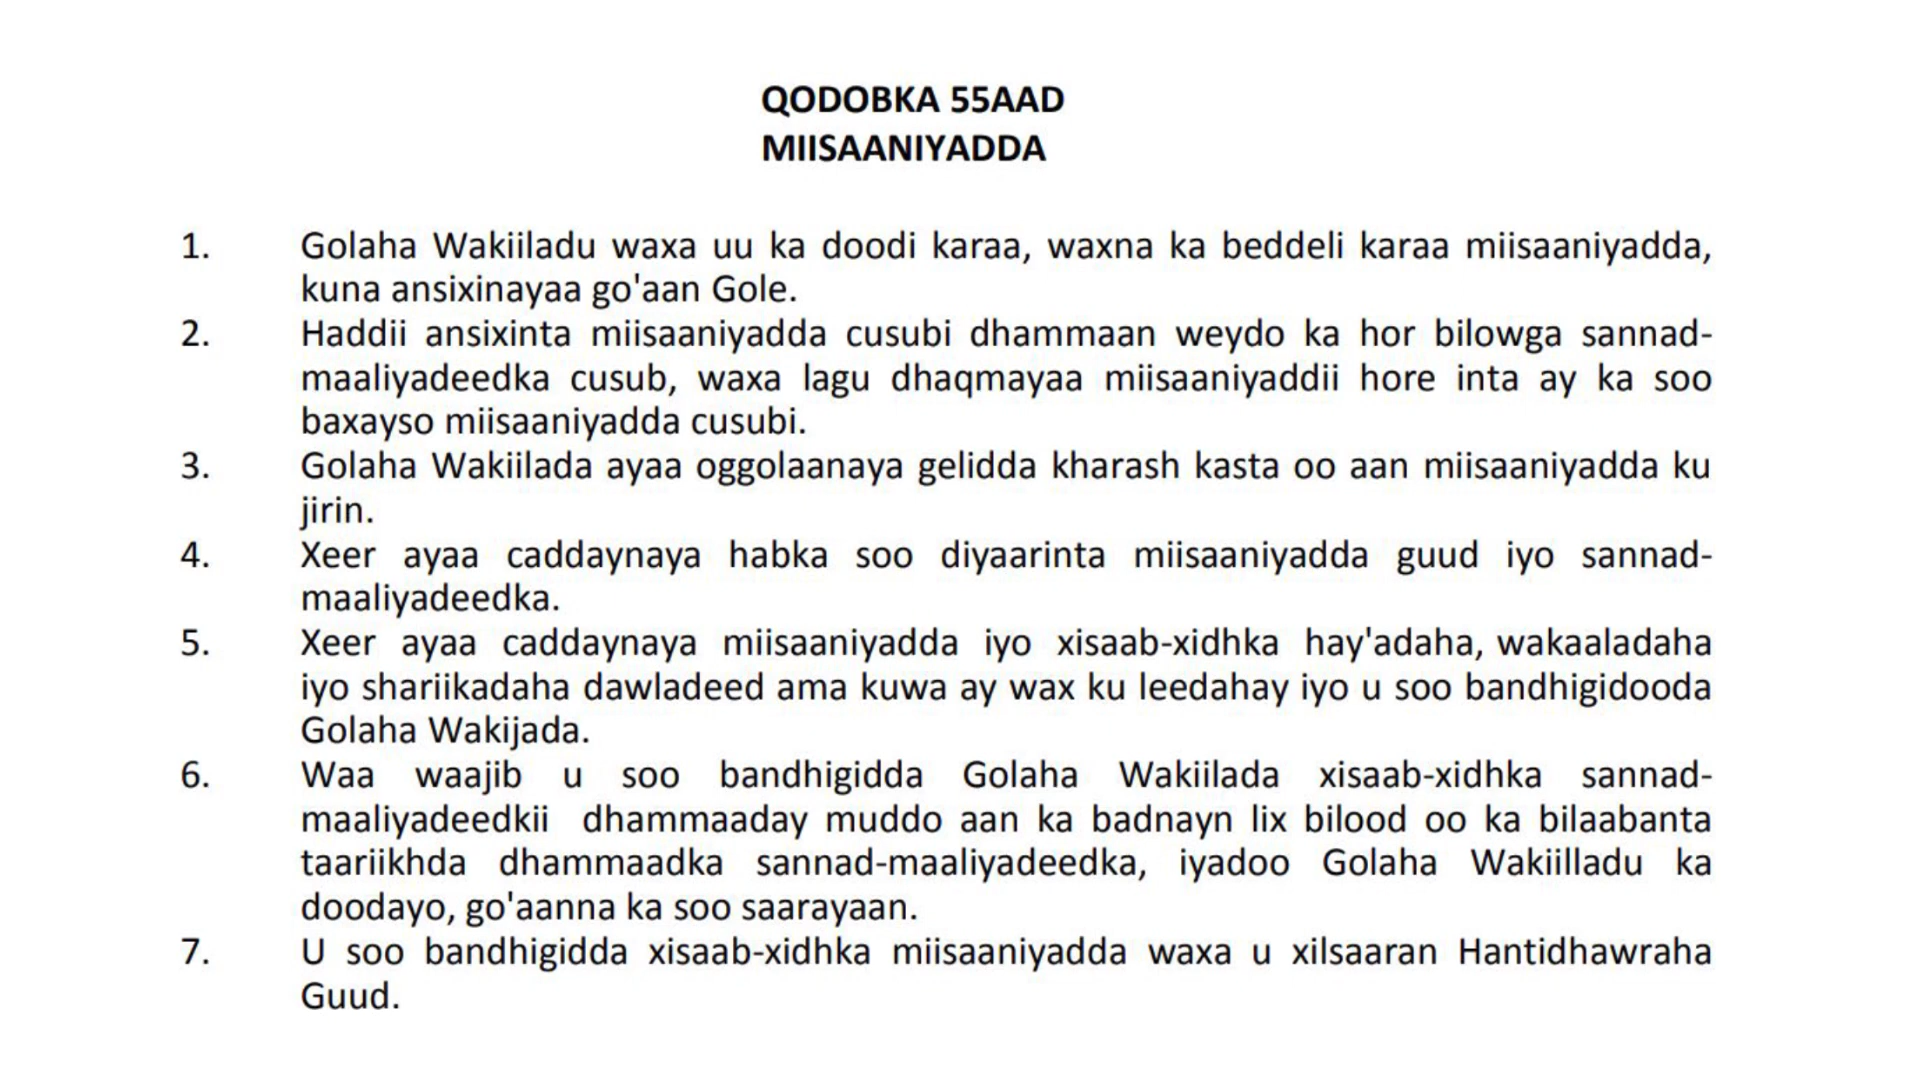 QODOBKA 55AAD
MIISAANIYADDA
1. Golaha Wakiiladu waxa uu ka doodi karaa, waxna ka beddeli karaa miisaaniyadda,
kuna ansixinayaa go'aan Gole.
2. Haddii ansixinta miisaaniyadda cusubi dhammaan weydo ka hor bilowga sannad-
maaliyadeedka cusub, waxa lagu dhaqmayaa miisaaniyaddii hore inta ay ka soo
baxayso miisaaniyadda cusubi.
3. Golaha Wakiilada ayaa oggolaanaya gelidda kharash kasta oo aan miisaaniyadda ku
jirin.
4. Xeer ayaa caddaynaya habka soo diyaarinta miisaaniyadda guud iyo sannad-
maaliyadeedka.
5. Xeer ayaa caddaynaya miisaaniyadda iyo xisaab-xidhka hay'adaha, wakaaladaha
iyo shariikadaha dawladeed ama kuwa ay wax ku leedahay iyo u soo bandhigidooda
Golaha Wakijada.
6. Waa waajib u soo bandhigidda Golaha Wakiilada xisaab-xidhka sannad-
maaliyadeedkii dhammaaday muddo aan ka badnayn lix bilood oo ka bilaabanta
taariikhda dhammaadka sannad-maaliyadeedka, iyadoo Golaha Wakiilladu ka
doodayo, go'aanna ka soo saarayaan.
7. U soo bandhigidda xisaab-xidhka miisaaniyadda waxa u xilsaaran Hantidhawraha
Guud.